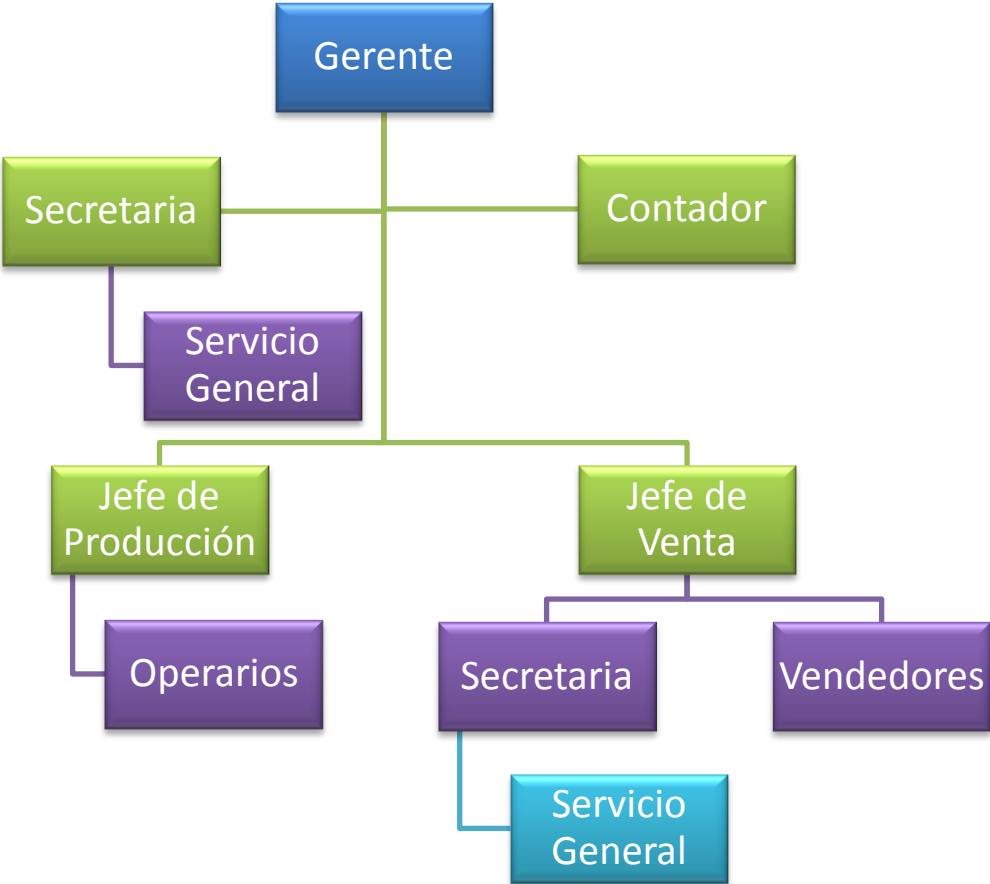 Gerente
Secretaria
Contador
Servicio
General
Jefe de
Producción
Jefe de
Venta
Operarios
Secretaria
Vendedores
Servicio
General